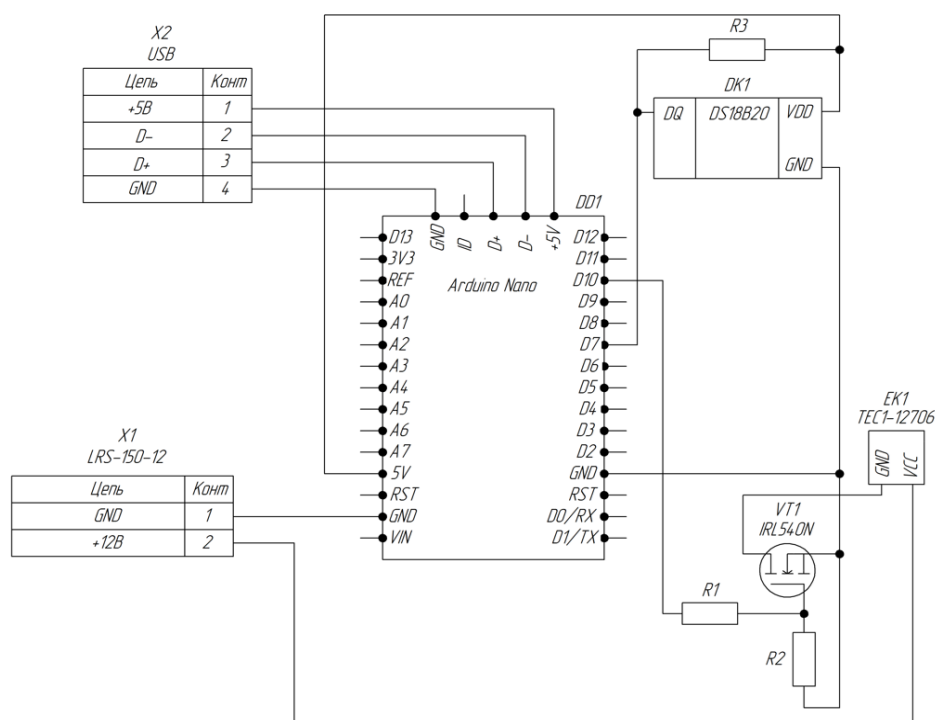 X2
USB
Цепь Конт
+5В 1
D- 2
D+ 3
GND 4
R3
DK1
DQ DS18B20 VDD
GND
DD1
GND ID D+ D- +5V
Arduino Nano
D13
3V3
REF
A0
A1
A2
A3
A4
A5
A6
A7
5V
RST
GND
VIN
D12
D11
D10
D9
D8
D7
D6
D5
D4
D3
D2
GND
RST
D0/RX
D1/TX
X1
LRS-150-12
Цепь Конт
GND 1
+12В 2
EK1
TEC1-12706
GND VCC
VT1
IRL540N
R1
R2